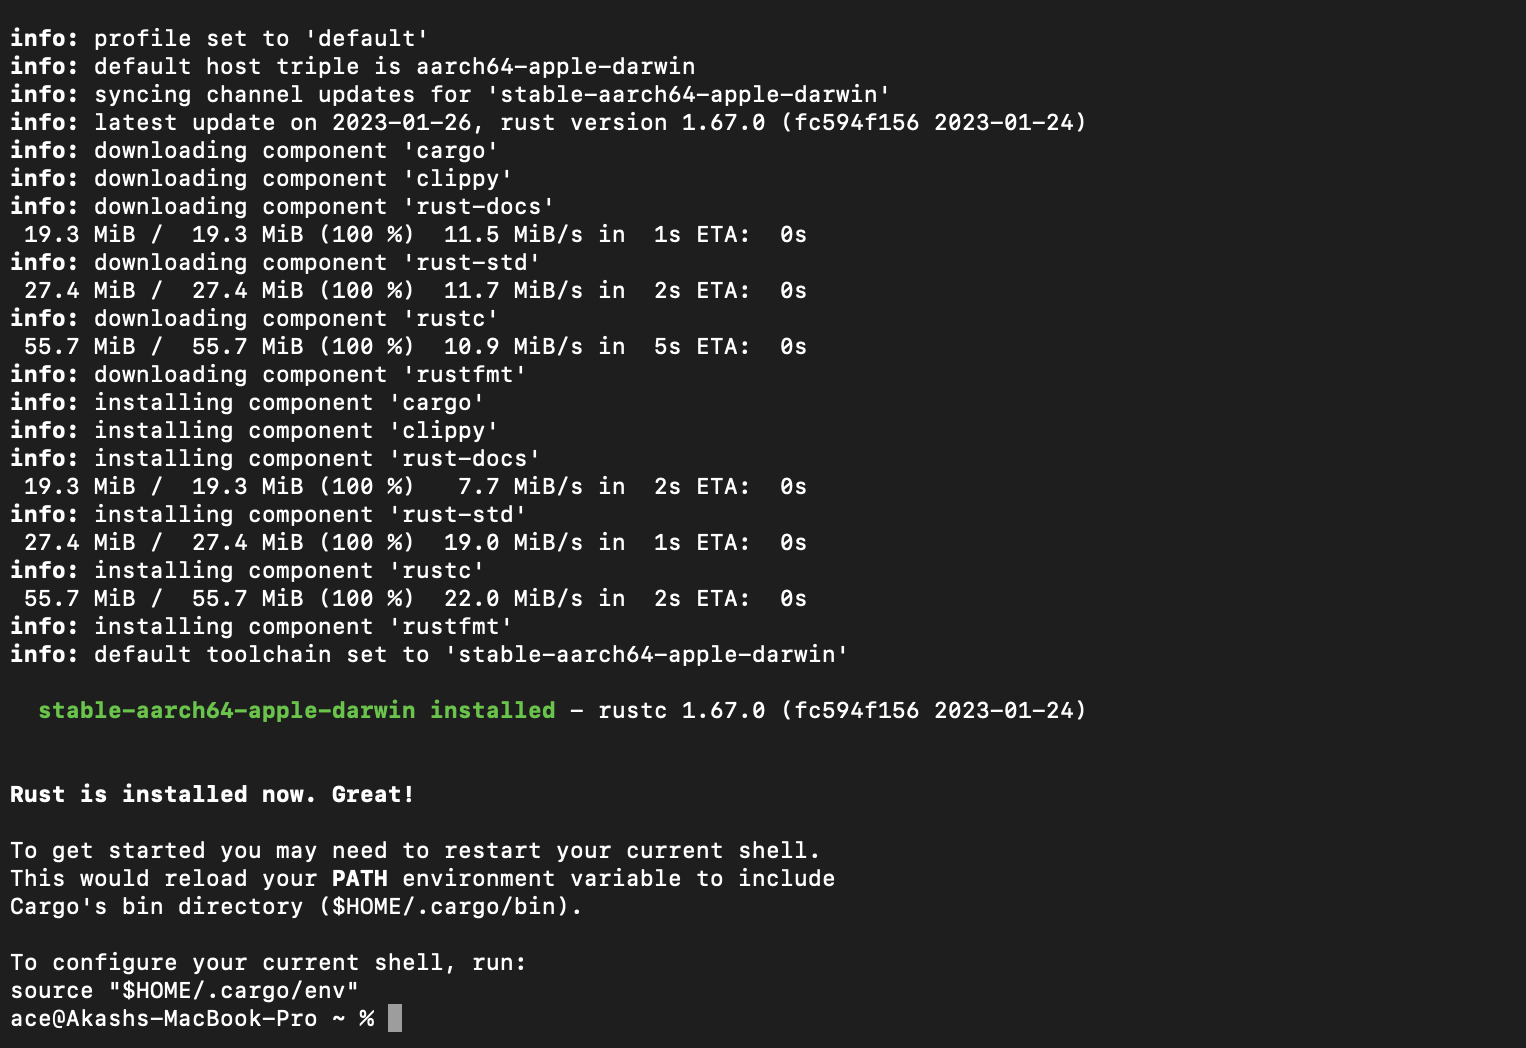 info: profile set to 'default'
info: default host triple is aarch64-apple-darwin
info: syncing channel updates for 'stable-aarch64-apple-darwin'
info: latest update on 2023-01-26, rust version 1.67.0 (fc594f156 2023-01-24)
info: downloading component 'cargo'
info: downloading component 'clippy'
info: downloading component 'rust-docs'
 19.3 MiB /  19.3 MiB (100 %)  11.5 MiB/s in  1s ETA:  0s
info: downloading component 'rust-std'
 27.4 MiB /  27.4 MiB (100 %)  11.7 MiB/s in  2s ETA:  0s
info: downloading component 'rustc'
 55.7 MiB /  55.7 MiB (100 %)  10.9 MiB/s in  5s ETA:  0s
info: downloading component 'rustfmt'
info: installing component 'cargo'
info: installing component 'clippy'
info: installing component 'rust-docs'
 19.3 MiB /  19.3 MiB (100 %)   7.7 MiB/s in  2s ETA:  0s
info: installing component 'rust-std'
 27.4 MiB /  27.4 MiB (100 %)  19.0 MiB/s in  1s ETA:  0s
info: installing component 'rustc'
 55.7 MiB /  55.7 MiB (100 %)  22.0 MiB/s in  2s ETA:  0s
info: installing component 'rustfmt'
info: default toolchain set to 'stable-aarch64-apple-darwin'
  stable-aarch64-apple-darwin installed - rustc 1.67.0 (fc594f156 2023-01-24)
Rust is installed now. Great!
To get started you may need to restart your current shell.
This would reload your PATH environment variable to include
Cargo's bin directory ($HOME/.cargo/bin).
To configure your current shell, run:
source "$HOME/.cargo/env"
ace@Akashs-MacBook-Pro ~ %